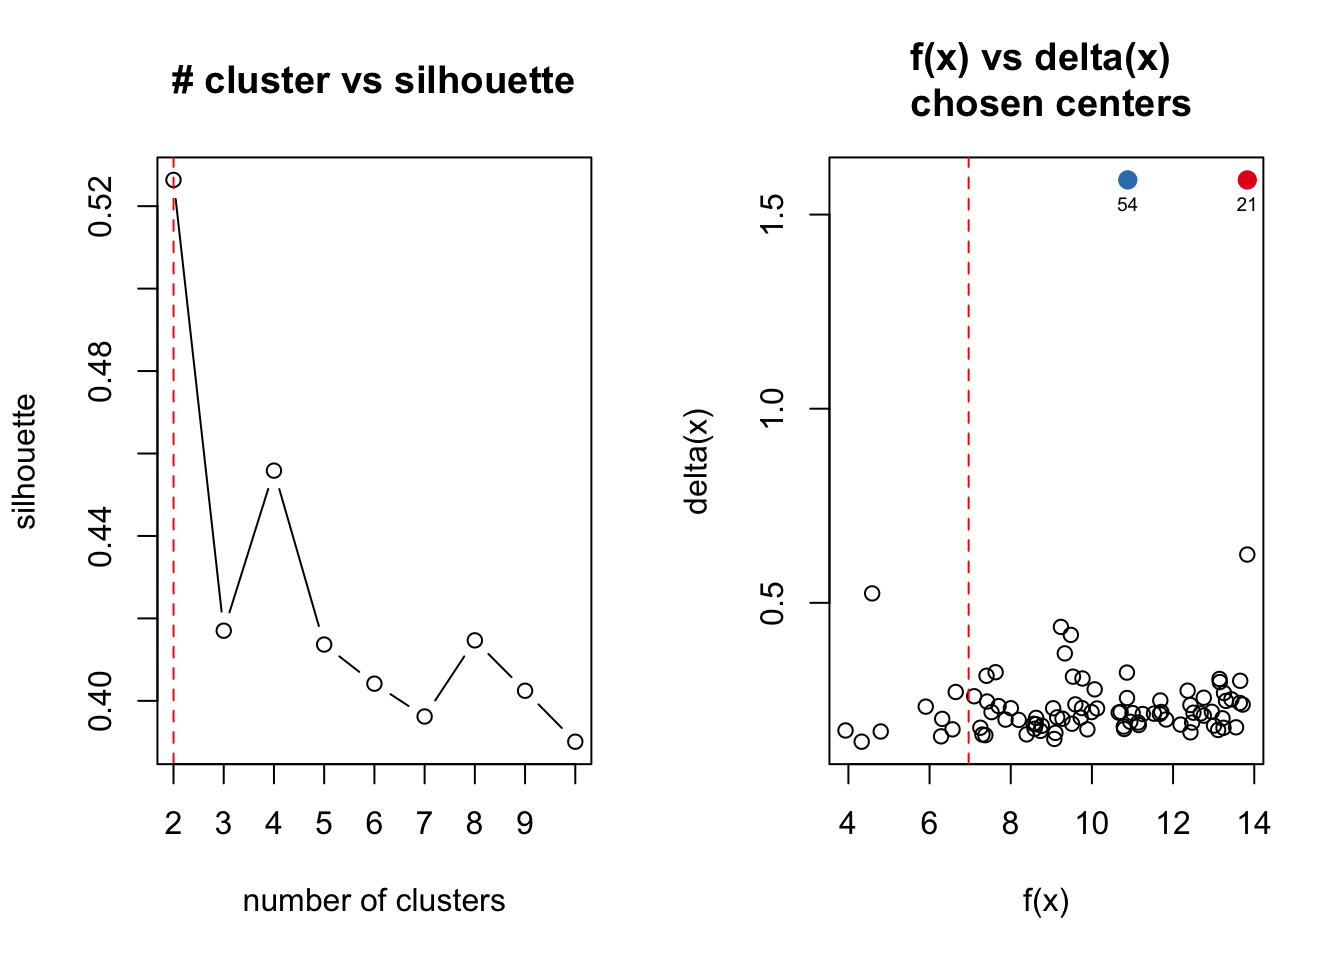 # cluster vs silhouette
0.52
0.48
0.44
0.40
silhouette
2 3 4 5 6 7 8 9
number of clusters
f(x) vs delta(x)
chosen centers
54
21
1.5
1.0
0.5
delta(x)
4 6 8 10 12 14
f(x)